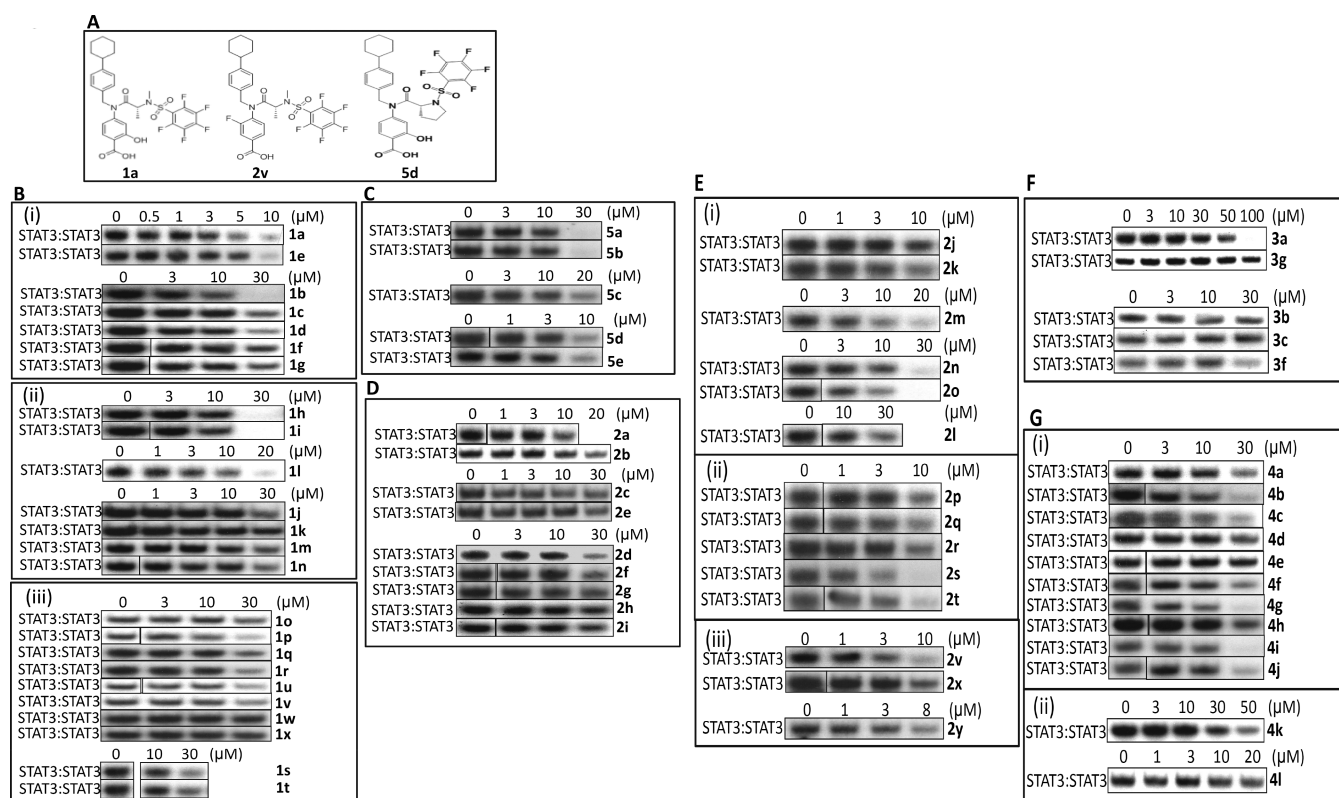 A
1a 2v 5d
B
(i)
0 0.5 1 3 5 10 (µM)
STAT3:STAT3 1a
STAT3:STAT3 1e
0 3 10 30 (µM)
STAT3:STAT3 1b
STAT3:STAT3 1c
STAT3:STAT3 1d
STAT3:STAT3 1f
STAT3:STAT3 1g
(ii)
0 3 10 30 (µM)
STAT3:STAT3 1h
STAT3:STAT3 1i
0 1 3 10 20 (µM)
STAT3:STAT3 1l
0 1 3 10 30 (µM)
STAT3:STAT3 1j
STAT3:STAT3 1k
STAT3:STAT3 1m
STAT3:STAT3 1n
(iii)
0 3 10 30 (µM)
STAT3:STAT3 1o
STAT3:STAT3 1p
STAT3:STAT3 1q
STAT3:STAT3 1r
STAT3:STAT3 1u
STAT3:STAT3 1v
STAT3:STAT3 1w
STAT3:STAT3 1x
0 10 30 (µM)
STAT3:STAT3 1s
STAT3:STAT3 1t
C
0 3 10 30 (µM)
STAT3:STAT3 5a
STAT3:STAT3 5b
0 3 10 20 (µM)
STAT3:STAT3 5c
0 1 3 10 (µM)
STAT3:STAT3 5d
STAT3:STAT3 5e
D
0 1 3 10 20 (µM)
STAT3:STAT3 2a
STAT3:STAT3 2b
0 1 3 10 30 (µM)
STAT3:STAT3 2c
STAT3:STAT3 2e
0 3 10 30 (µM)
STAT3:STAT3 2d
STAT3:STAT3 2f
STAT3:STAT3 2g
STAT3:STAT3 2h
STAT3:STAT3 2i
E
(i)
0 1 3 10 (µM)
STAT3:STAT3 2j
STAT3:STAT3 2k
0 3 10 20 (µM)
STAT3:STAT3 2m
0 3 10 30 (µM)
STAT3:STAT3 2n
STAT3:STAT3 2o
0 10 30 (µM)
STAT3:STAT3 2l
(ii)
0 1 3 10 (µM)
STAT3:STAT3 2p
STAT3:STAT3 2q
STAT3:STAT3 2r
STAT3:STAT3 2s
STAT3:STAT3 2t
(iii)
0 1 3 10 (µM)
STAT3:STAT3 2v
STAT3:STAT3 2x
0 1 3 8 (µM)
STAT3:STAT3 2y
F
0 3 10 30 50 100 (µM)
STAT3:STAT3 3a
STAT3:STAT3 3g
0 3 10 30 (µM)
STAT3:STAT3 3b
STAT3:STAT3 3c
STAT3:STAT3 3f
G
(i)
0 3 10 30 (µM)
STAT3:STAT3 4a
STAT3:STAT3 4b
STAT3:STAT3 4c
STAT3:STAT3 4d
STAT3:STAT3 4e
STAT3:STAT3 4f
STAT3:STAT3 4g
STAT3:STAT3 4h
STAT3:STAT3 4i
STAT3:STAT3 4j
(ii)
0 3 10 30 50 (µM)
STAT3:STAT3 4k
0 1 3 10 20 (µM)
STAT3:STAT3 4l